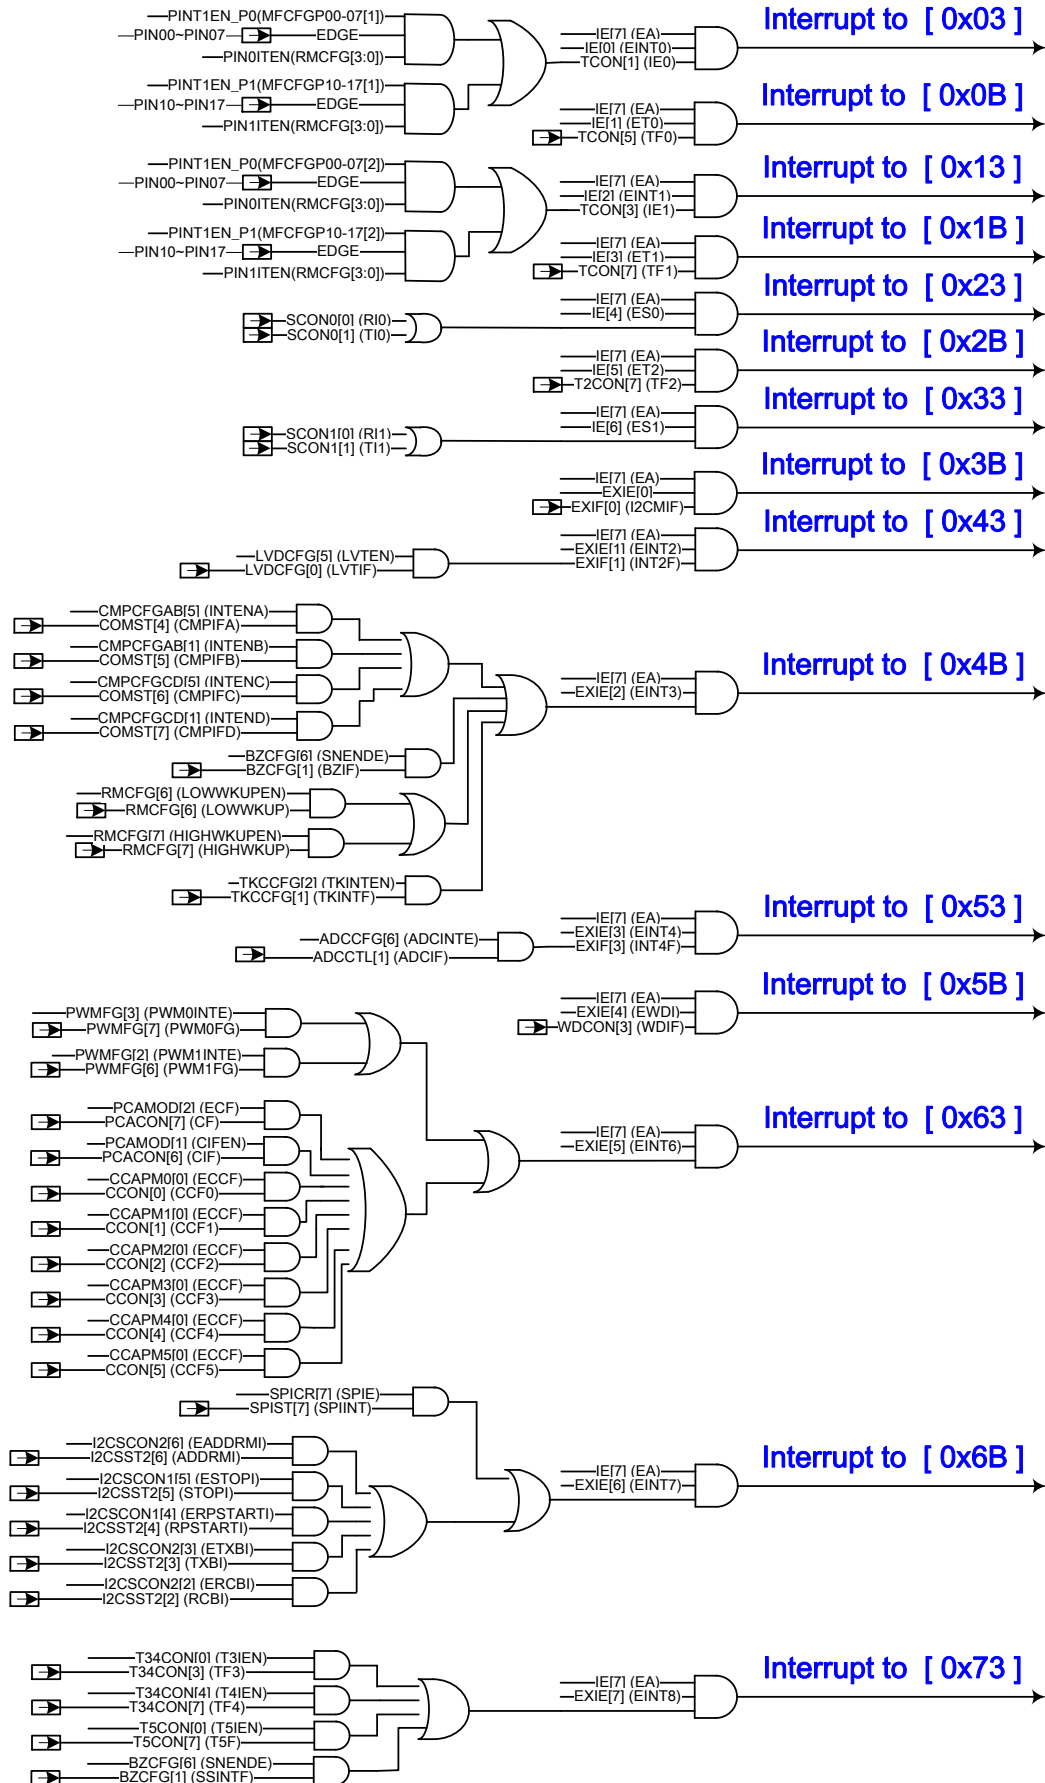 PINT1EN_P0(MFCFGP00-07[1])
PIN00~PIN07
EDGE
PIN0ITEN(RMCFG[3:0])
IE[7] (EA)
IE[0] (EINT0)
TCON[1] (IE0)
Interrupt to [ 0x03 ]
PINT1EN_P1(MFCFGP10-17[1])
PIN10~PIN17
EDGE
PIN1ITEN(RMCFG[3:0])
IE[7] (EA)
IE[1] (ET0)
TCON[5] (TF0)
Interrupt to [ 0x0B ]
PINT1EN_P0(MFCFGP00-07[2])
PIN00~PIN07
EDGE
PIN0ITEN(RMCFG[3:0])
IE[7] (EA)
IE[2] (EINT1)
TCON[3] (IE1)
Interrupt to [ 0x13 ]
PINT1EN_P1(MFCFGP10-17[2])
PIN10~PIN17
EDGE
PIN1ITEN(RMCFG[3:0])
IE[7] (EA)
IE[3] (ET1)
TCON[7] (TF1)
Interrupt to [ 0x1B ]
SCON0[0] (RI0)
SCON0[1] (TI0)
IE[7] (EA)
IE[4] (ES0)
Interrupt to [ 0x23 ]
IE[7] (EA)
IE[5] (ET2)
T2CON[7] (TF2)
Interrupt to [ 0x2B ]
SCON1[0] (RI1)
SCON1[1] (TI1)
IE[7] (EA)
IE[6] (ES1)
Interrupt to [ 0x33 ]
IE[7] (EA)
EXIE[0]
EXIF[0] (I2CMIF)
Interrupt to [ 0x3B ]
LVDCFG[5] (LVTEN)
LVDCFG[0] (LVTIF)
IE[7] (EA)
EXIE[1] (EINT2)
EXIF[1] (INT2F)
Interrupt to [ 0x43 ]
CMPCFGAB[5] (INTENA)
COMST[4] (CMPIFA)
CMPCFGAB[1] (INTENB)
COMST[5] (CMPIFB)
CMPCFGCD[5] (INTENC)
COMST[6] (CMPIFC)
CMPCFGCD[1] (INTEND)
COMST[7] (CMPIFD)
IE[7] (EA)
EXIE[2] (EINT3)
Interrupt to [ 0x4B ]
BZCFG[6] (SNENDE)
BZCFG[1] (BZIF)
RMCFG[6] (LOWWKUPEN)
RMCFG[6] (LOWWKUP)
RMCFG[7] (HIGHWKUPEN)
RMCFG[7] (HIGHWKUP)
TKCCFG[2] (TKINTEN)
TKCCFG[1] (TKINTF)
ADCCFG[6] (ADCINTE)
ADCCTL[1] (ADCIF)
IE[7] (EA)
EXIE[3] (EINT4)
EXIF[3] (INT4F)
Interrupt to [ 0x53 ]
IE[7] (EA)
EXIE[4] (EWDI)
WDCON[3] (WDIF)
Interrupt to [ 0x5B ]
PWMFG[3] (PWM0INTE)
PWMFG[7] (PWM0FG)
PWMFG[2] (PWM1INTE)
PWMFG[6] (PWM1FG)
PCAMOD[2] (ECF)
PCACON[7] (CF)
PCAMOD[1] (CIFEN)
PCACON[6] (CIF)
CCAPM0[0] (ECCF)
CCON[0] (CCF0)
CCAPM1[0] (ECCF)
CCON[1] (CCF1)
CCAPM2[0] (ECCF)
CCON[2] (CCF2)
CCAPM3[0] (ECCF)
CCON[3] (CCF3)
CCAPM4[0] (ECCF)
CCON[4] (CCF4)
CCAPM5[0] (ECCF)
CCON[5] (CCF5)
IE[7] (EA)
EXIE[5] (EINT6)
Interrupt to [ 0x63 ]
SPICR[7] (SPIE)
SPIST[7] (SPIINT)
I2CSCON2[6] (EADDRMI)
I2CSST2[6] (ADDRMI)
I2CSCON1[5] (ESTOPI)
I2CSST2[5] (STOPI)
I2CSCON1[4] (ERPSTARTI)
I2CSST2[4] (RPSTARTI)
I2CSCON2[3] (ETXBI)
I2CSST2[3] (TXBI)
I2CSCON2[2] (ERCBI)
I2CSST2[2] (RCBI)
IE[7] (EA)
EXIE[6] (EINT7)
Interrupt to [ 0x6B ]
T34CON[0] (T3IEN)
T34CON[3] (TF3)
T34CON[4] (T4IEN)
T34CON[7] (TF4)
T5CON[0] (T5IEN)
T5CON[7] (T5F)
BZCFG[6] (SNENDE)
BZCFG[1] (SSINTF)
IE[7] (EA)
EXIE[7] (EINT8)
Interrupt to [ 0x73 ]